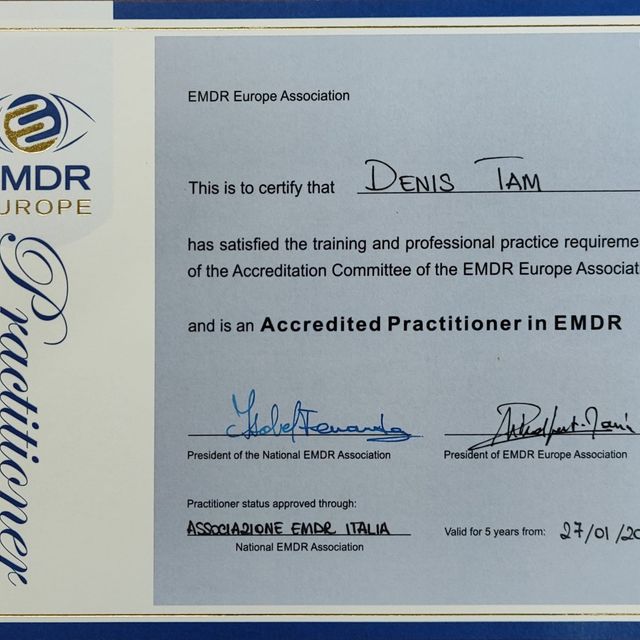 MDR
UROPE
Practitioner
EMDR Europe Association
This is to certify that DENIS TAM
has satisfied the training and professional practice requireme
of the Accreditation Committee of the EMDR Europe Associat
and is an Accredited Practitioner in EMDR
President of the National EMDR Association
President of EMDR Europe Association
Practitioner status approved through:
ASSOCIAZIONE EMDR ITALIA
National EMDR Association
Valid for 5 years from: 27/01/20